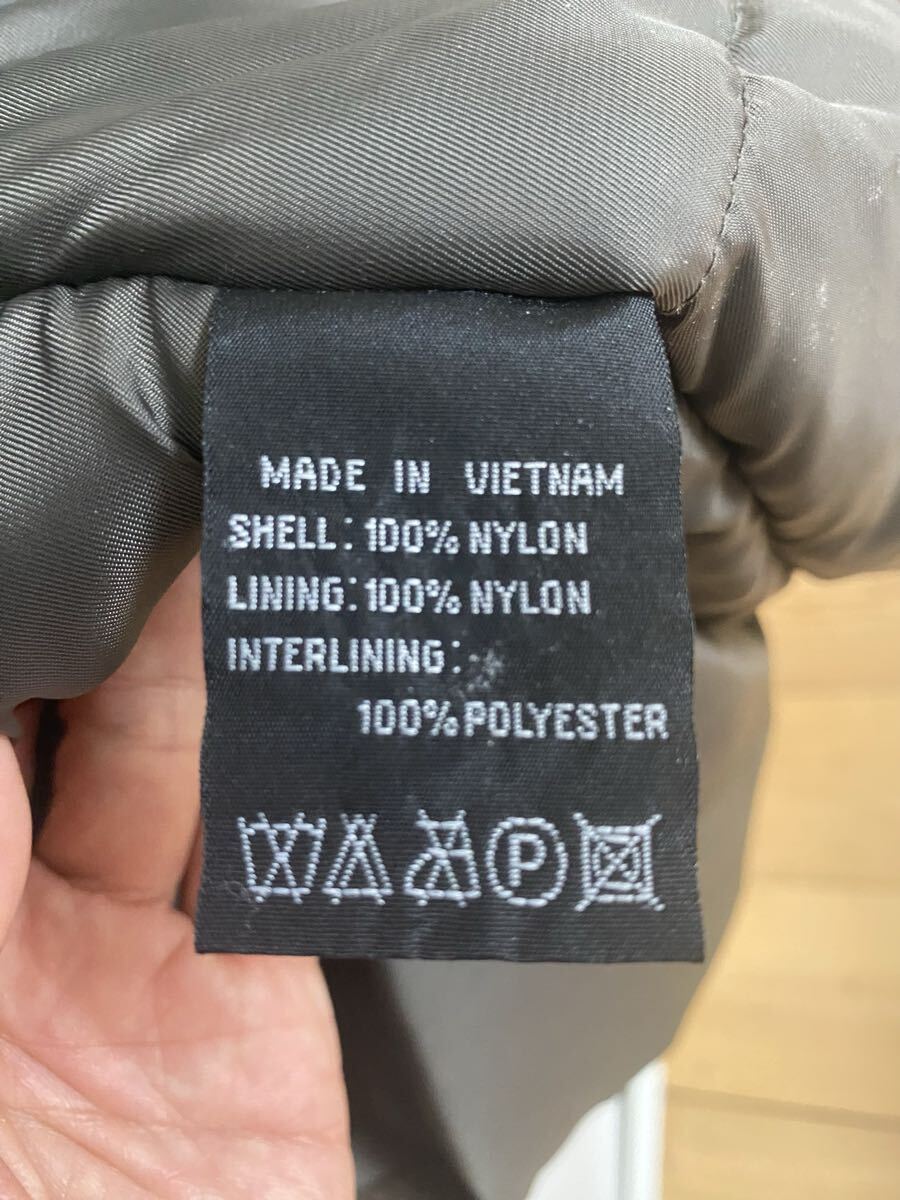 MADE IN VIETNAM
SHELL: 100% NYLON
LINING: 100% NYLON
INTERLINING:
100% POLYESTER
P